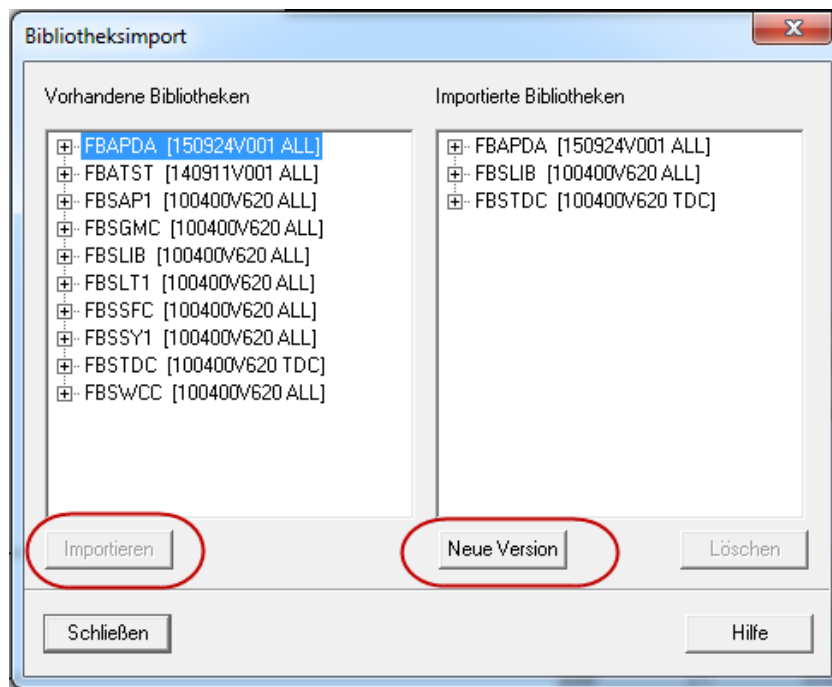 Bibliotheksimport
Vorhandene Bibliotheken
FBAPDA [150924V001 ALL]
FBATST [140911V001 ALL]
FBSAP1 [100400V620 ALL]
FBSGMC [100400V620 ALL]
FBSLIB [100400V620 ALL]
FBSLT1 [100400V620 ALL]
FBSSFC [100400V620 ALL]
FBSSY1 [100400V620 ALL]
FBSTDC [100400V620 TDC]
FBSWCC [100400V620 ALL]
Importieren
Importierte Bibliotheken
FBAPDA [150924V001 ALL]
FBSLIB [100400V620 ALL]
FBSTDC [100400V620 TDC]
Neue Version
Löschen
Schließen
Hilfe